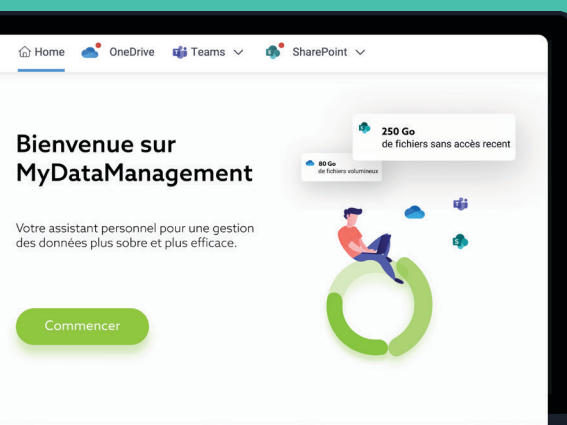 Home OneDrive Teams SharePoint
Bienvenue sur
MyDataManagement
250 Go
de fichiers sans accès recent
80 Go
de fichiers volumineux
Votre assistant personnel pour une gestion
des données plus sobre et plus efficace.
Commencer